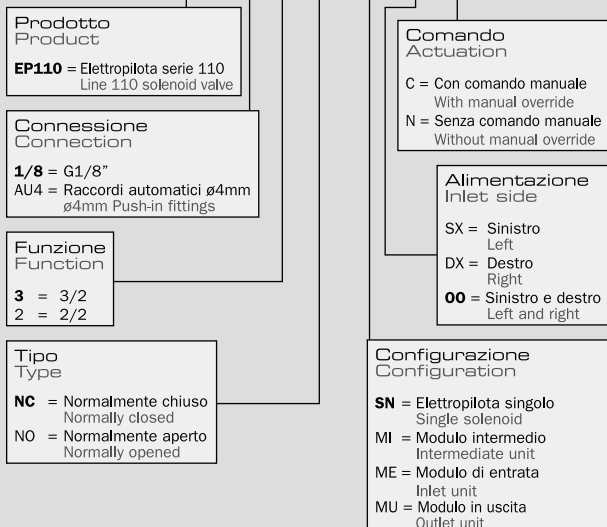 Prodotto
Product
EP110 = Elettropilota serie 110
Line 110 solenoid valve
Connessione
Connection
1/8 = G1/8”
AU4 = Raccordi automatici ø4mm
ø4mm Push-in fittings
Funzione
Function
3 = 3/2
2 = 2/2
Tipo
Type
NC = Normalmente chiuso
Normally closed
NO = Normalmente aperto
Normally opened
Comando
Actuation
C = Con comando manuale
With manual override
N = Senza comando manuale
Without manual override
Alimentazione
Inlet side
SX = Sinistro
Left
DX = Destro
Right
00 = Sinistro e destro
Left and right
Configurazione
Configuration
SN = Elettropilota singolo
Single solenoid
MI = Modulo intermedio
Intermediate unit
ME = Modulo di entrata
Inlet unit
MU = Modulo in uscita
Outlet unit